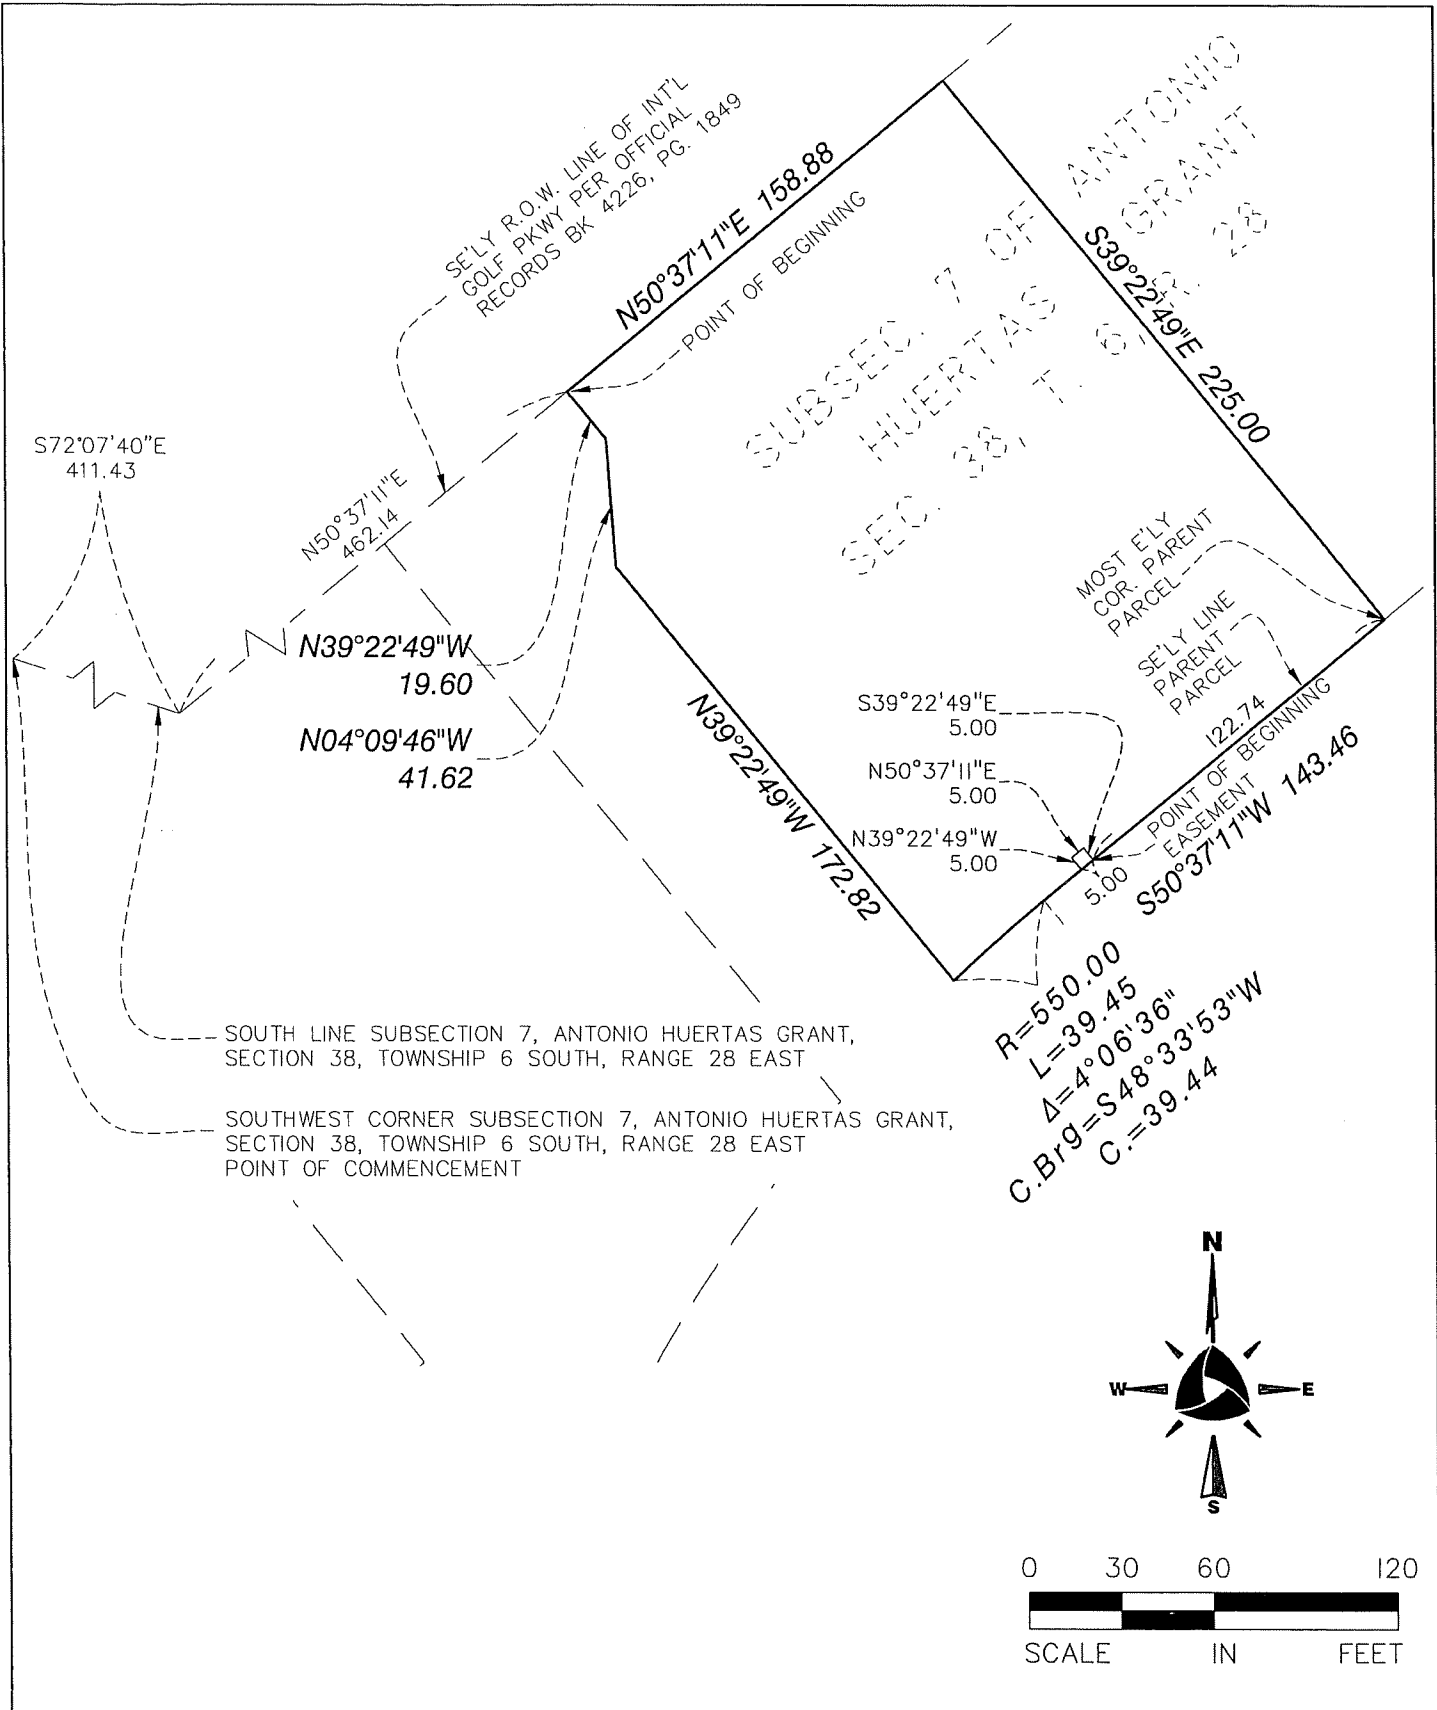 SE'LY R.O.W. LINE OF INT'L
GOLF PKWY PER OFFICIAL
RECORDS BK 4226, PG. 1849
N50°37'11"E 158.88
POINT OF BEGINNING
SUBSEC. 7 OF ANTONIO
HUERTAS GRANT
SEC. 38, T. 6, R. 28
S39°22'49"E 225.00
S72°07'40"E
411.43
N50°37'11"E
462.14
N39°22'49"W
19.60
N04°09'46"W
41.62
N39°22'49"W 172.82
MOST E'LY
COR. PARENT
PARCEL
SE'LY LINE
PARENT
PARCEL
S39°22'49"E
5.00
N50°37'11"E
5.00
N39°22'49"W
5.00
122.74
POINT OF BEGINNING
EASEMENT
5.00
S50°37'11"W 143.46
R=550.00
L=39.45
Δ=4°06'36"
C.Brg=S48°33'53"W
C.=39.44
SOUTH LINE SUBSECTION 7, ANTONIO HUERTAS GRANT,
SECTION 38, TOWNSHIP 6 SOUTH, RANGE 28 EAST
SOUTHWEST CORNER SUBSECTION 7, ANTONIO HUERTAS GRANT,
SECTION 38, TOWNSHIP 6 SOUTH, RANGE 28 EAST
POINT OF COMMENCEMENT
N
W E
S
0 30 60 120
SCALE IN FEET